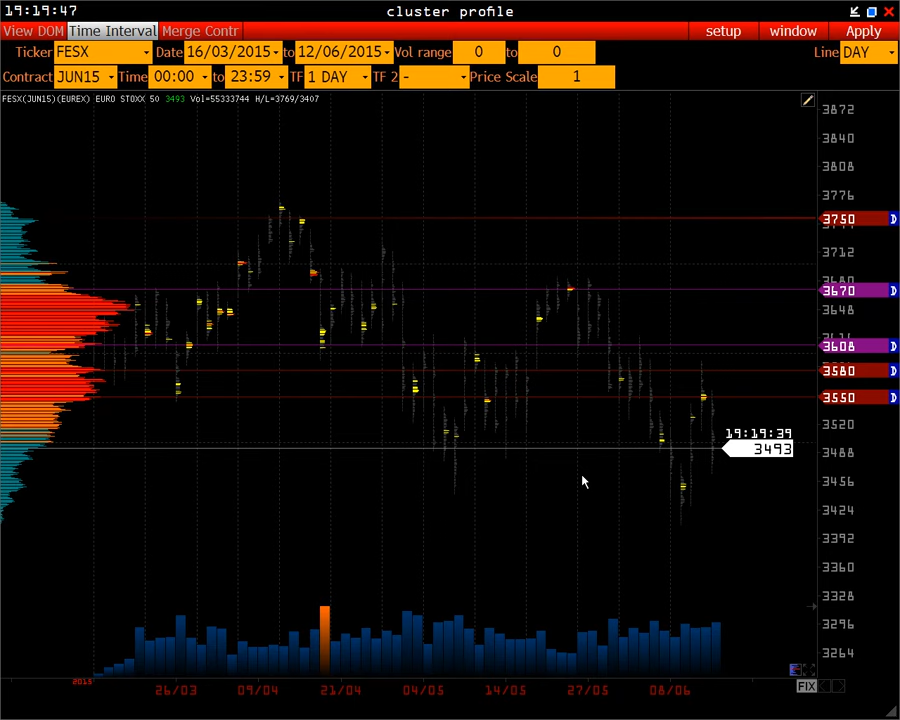 19:19:47 cluster profile
View DOM Time Interval Merge Contr setup window Apply
Ticker FESX Date 16/03/2015 to 12/06/2015 Vol range 0 to 0 Line DAY
Contract JUN15 Time 00:00 to 23:59 TF 1 DAY TF 2 - Price Scale 1
FESX(JUN15)(EUREX) EURO STOXX 50 3493 Vol=55333744 H/L=3769/3407
3872
3840
3808
3776
3750 D
3712
3670 D
3648
3608 D
3580 D
3550 D
3520
19:19:39
3493
3488
3456
3424
3392
3360
3328
3296
3264
2015
26/03 09/04 21/04 04/05 14/05 27/05 08/06
FIX